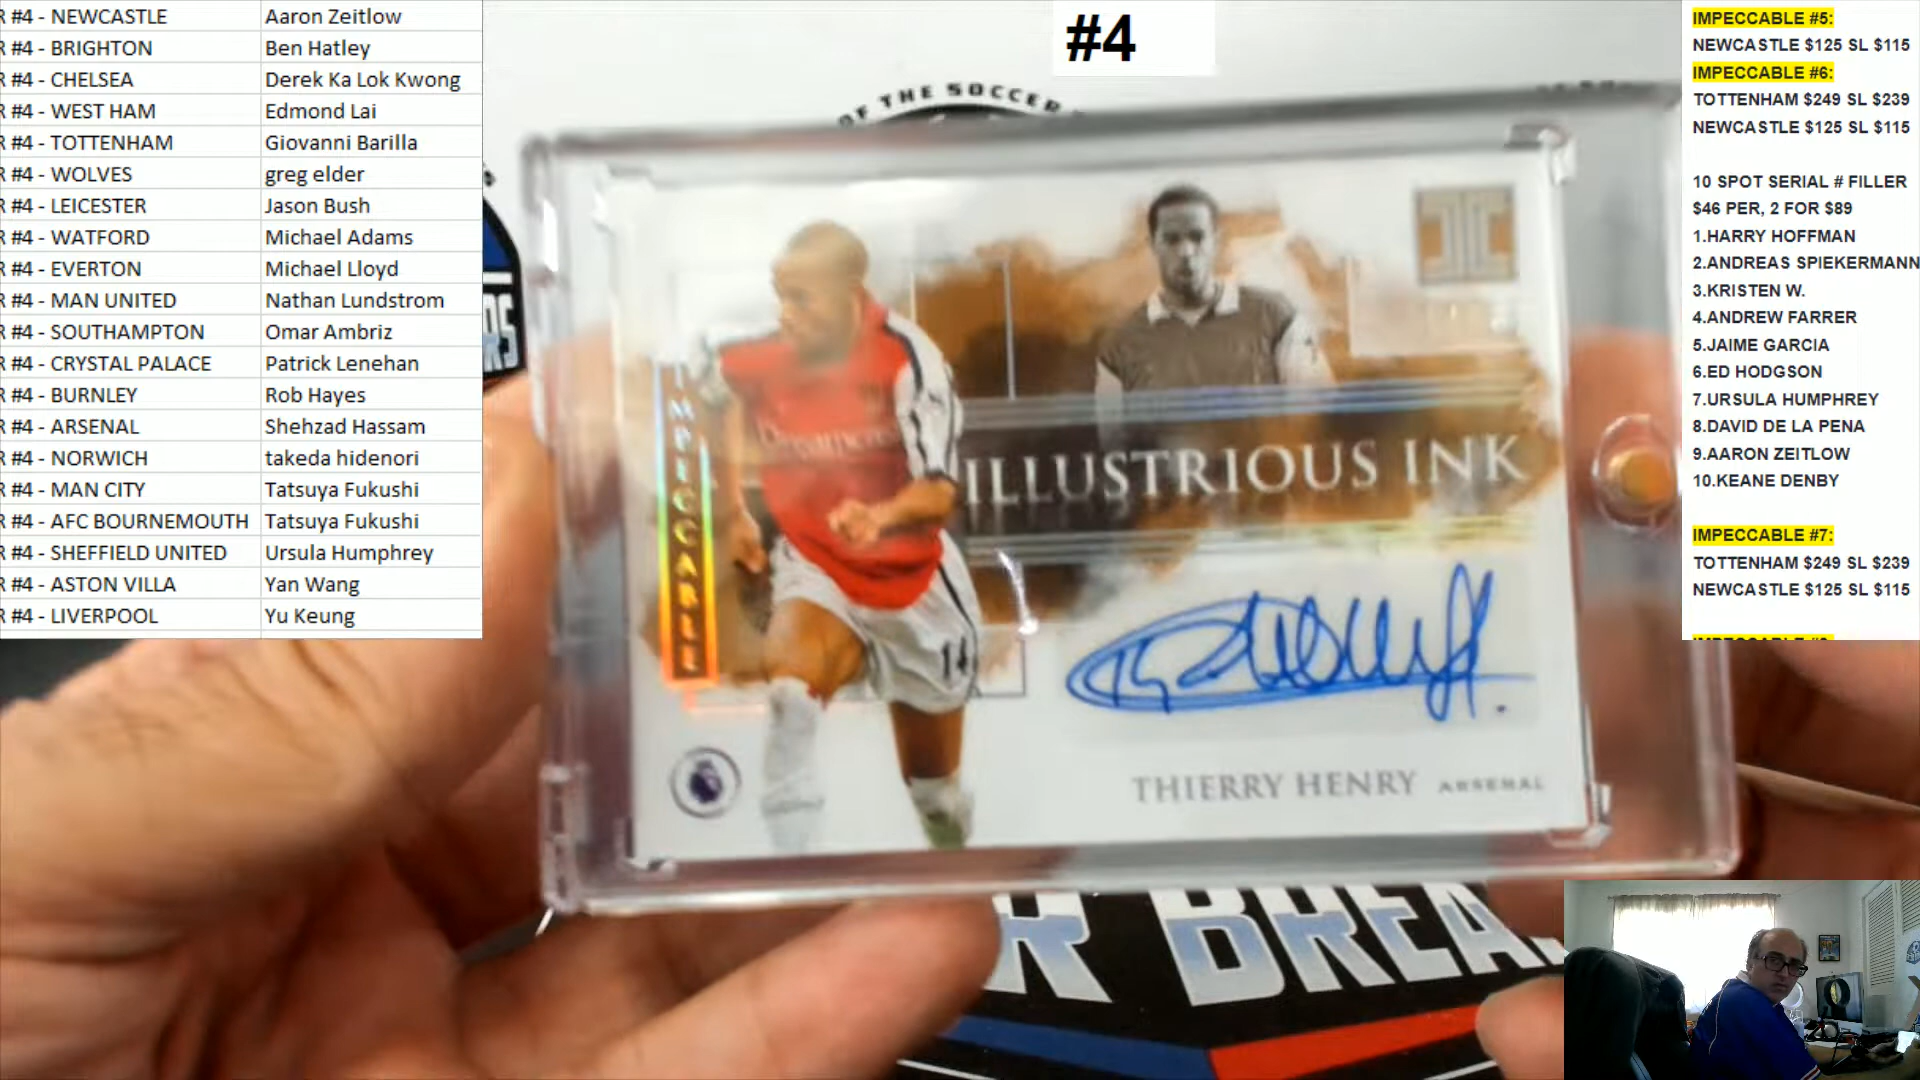 R #4 - NEWCASTLE Aaron Zeitlow
R #4 - BRIGHTON Ben Hatley
R #4 - CHELSEA Derek Ka Lok Kwong
R #4 - WEST HAM Edmond Lai
R #4 - TOTTENHAM Giovanni Barilla
R #4 - WOLVES greg elder
R #4 - LEICESTER Jason Bush
R #4 - WATFORD Michael Adams
R #4 - EVERTON Michael Lloyd
R #4 - MAN UNITED Nathan Lundstrom
R #4 - SOUTHAMPTON Omar Ambriz
R #4 - CRYSTAL PALACE Patrick Lenehan
R #4 - BURNLEY Rob Hayes
R #4 - ARSENAL Shehzad Hassam
R #4 - NORWICH takeda hidenori
R #4 - MAN CITY Tatsuya Fukushi
R #4 - AFC BOURNEMOUTH Tatsuya Fukushi
R #4 - SHEFFIELD UNITED Ursula Humphrey
R #4 - ASTON VILLA Yan Wang
R #4 - LIVERPOOL Yu Keung
#4
OF THE SOCCER
IMPECCABLE
Dreamcast
ILLUSTRIOUS INK
14
THIERRY HENRY ARSENAL
R BREA
IMPECCABLE #5:
NEWCASTLE $125 SL $115
IMPECCABLE #6:
TOTTENHAM $249 SL $239
NEWCASTLE $125 SL $115
10 SPOT SERIAL # FILLER
$46 PER, 2 FOR $89
1.HARRY HOFFMAN
2.ANDREAS SPIEKERMANN
3.KRISTEN W.
4.ANDREW FARRER
5.JAIME GARCIA
6.ED HODGSON
7.URSULA HUMPHREY
8.DAVID DE LA PENA
9.AARON ZEITLOW
10.KEANE DENBY
IMPECCABLE #7:
TOTTENHAM $249 SL $239
NEWCASTLE $125 SL $115